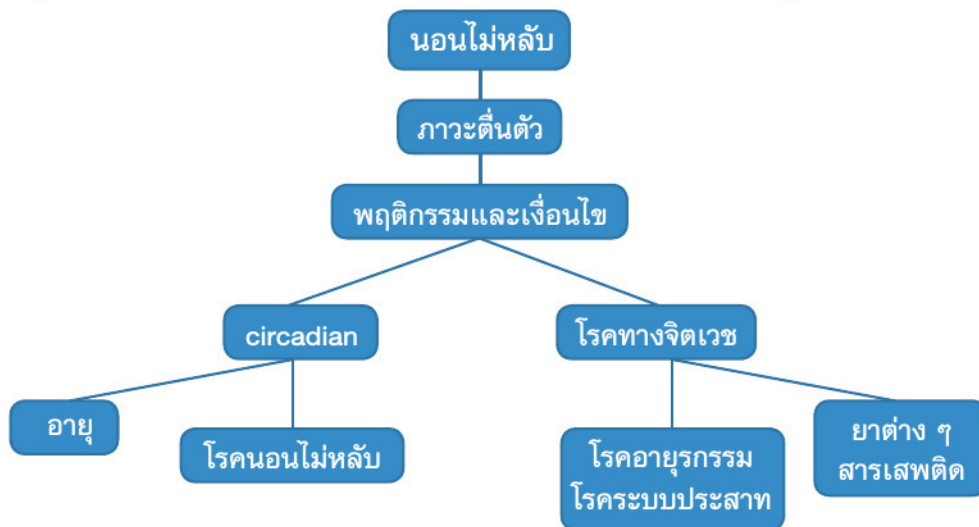 นอนไม่หลับ
ภาวะตื่นตัว
พฤติกรรมและเงื่อนไข
circadian
โรคทางจิตเวช
อายุ
โรคนอนไม่หลับ
โรคอายุรกรรม
โรคระบบประสาท
ยาต่าง ๆ
สารเสพติด